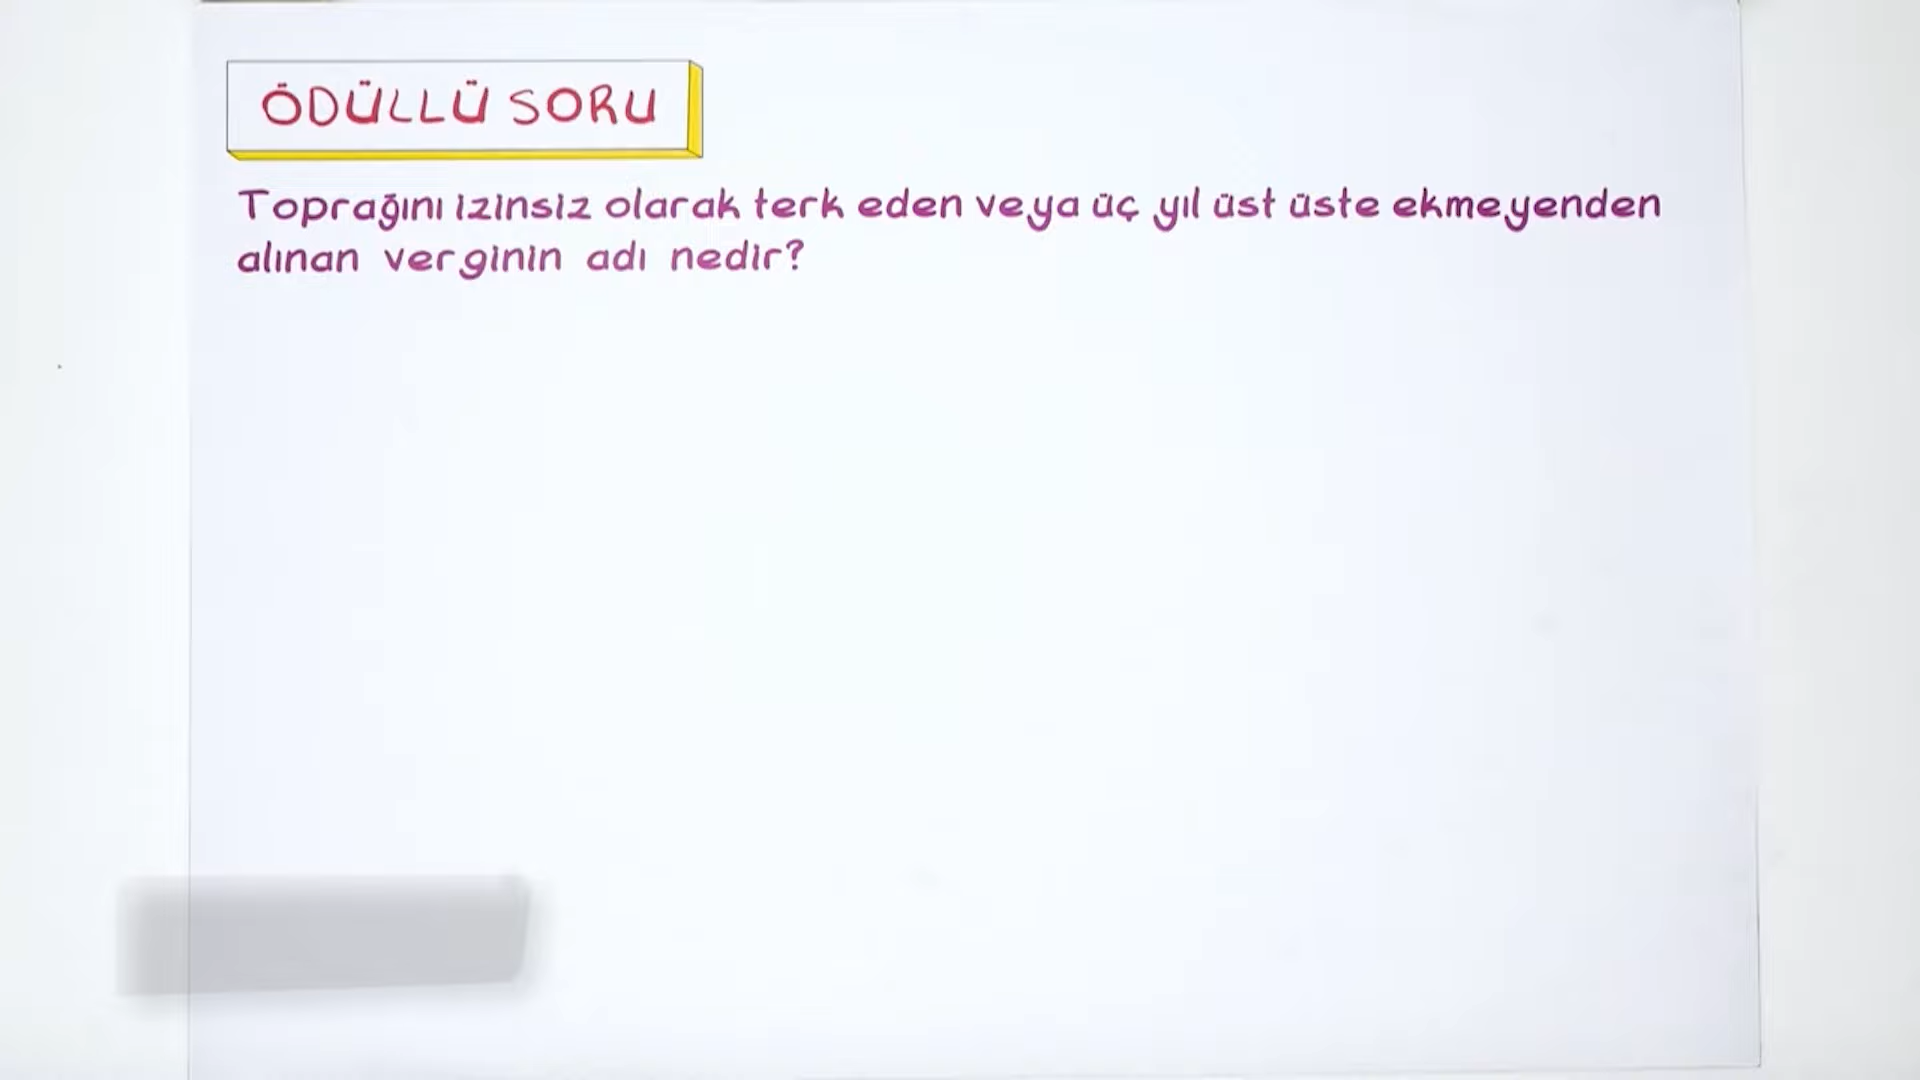 ÖDÜLLÜ SORU
Toprağını izinsiz olarak terk eden veya üç yıl üst üste ekmeyenden
alınan verginin adı nedir?